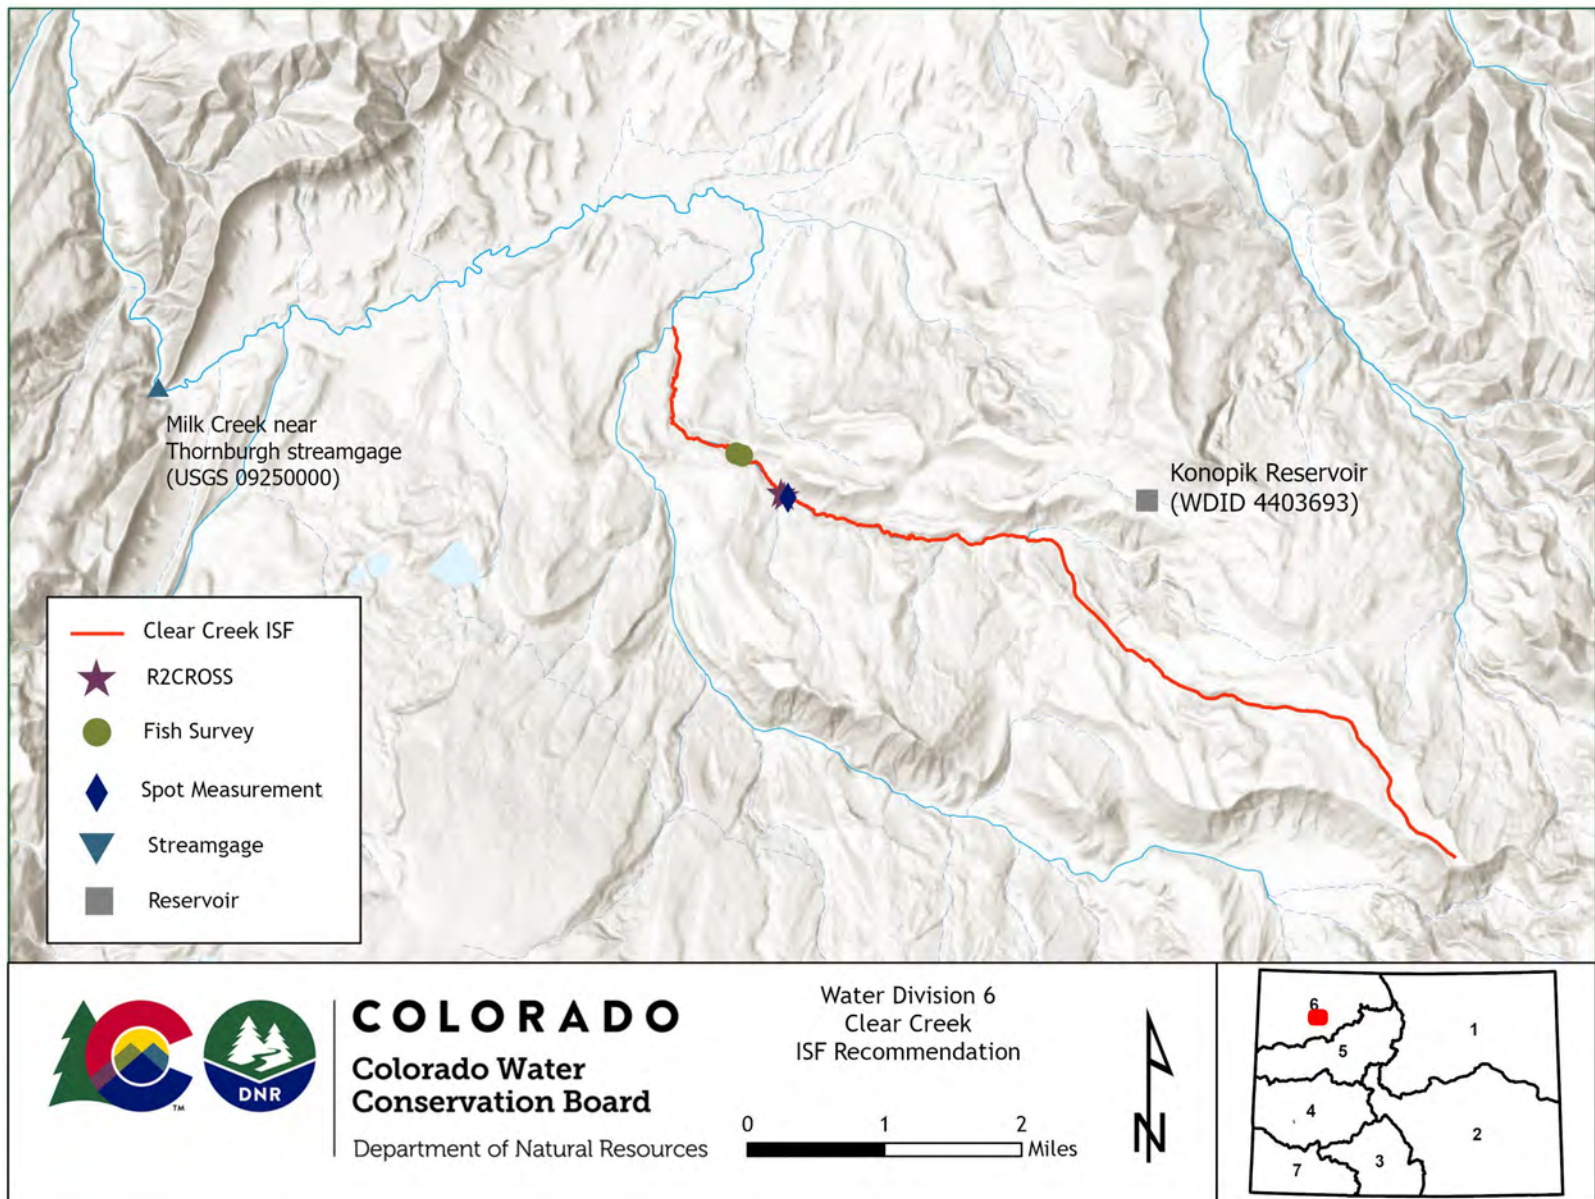 Milk Creek near
Thornburgh streamgage
(USGS 09250000)
Konopik Reservoir
(WDID 4403693)
Clear Creek ISF
R2CROSS
Fish Survey
Spot Measurement
Streamgage
Reservoir
TM
DNR
COLORADO
Colorado Water
Conservation Board
Department of Natural Resources
Water Division 6
Clear Creek
ISF Recommendation
0 1 2
Miles
N
6
1
5
4
2
3
7